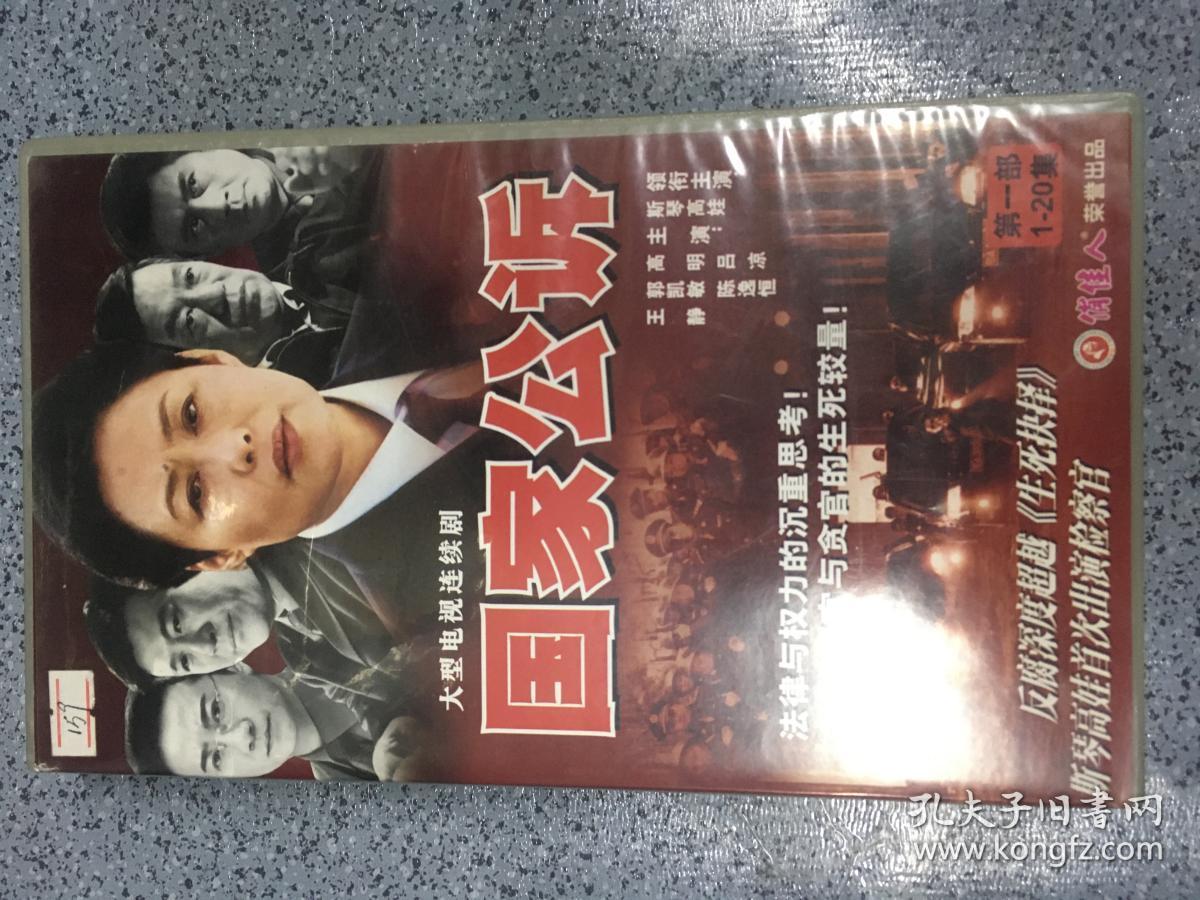 159
大型电视连续剧
国家公诉
领衔主演
斯琴高娃
主演：
高明 吕凉
郭凯敏 陈逸恒
王静
法律与权力的沉重思考！
官与贪官的生死较量！
反腐深度超越《生死抉择》
斯琴高娃首次出演检察官
第一部
1-20集
俏佳人
荣誉出品
孔夫子旧书网
www.kongfz.com